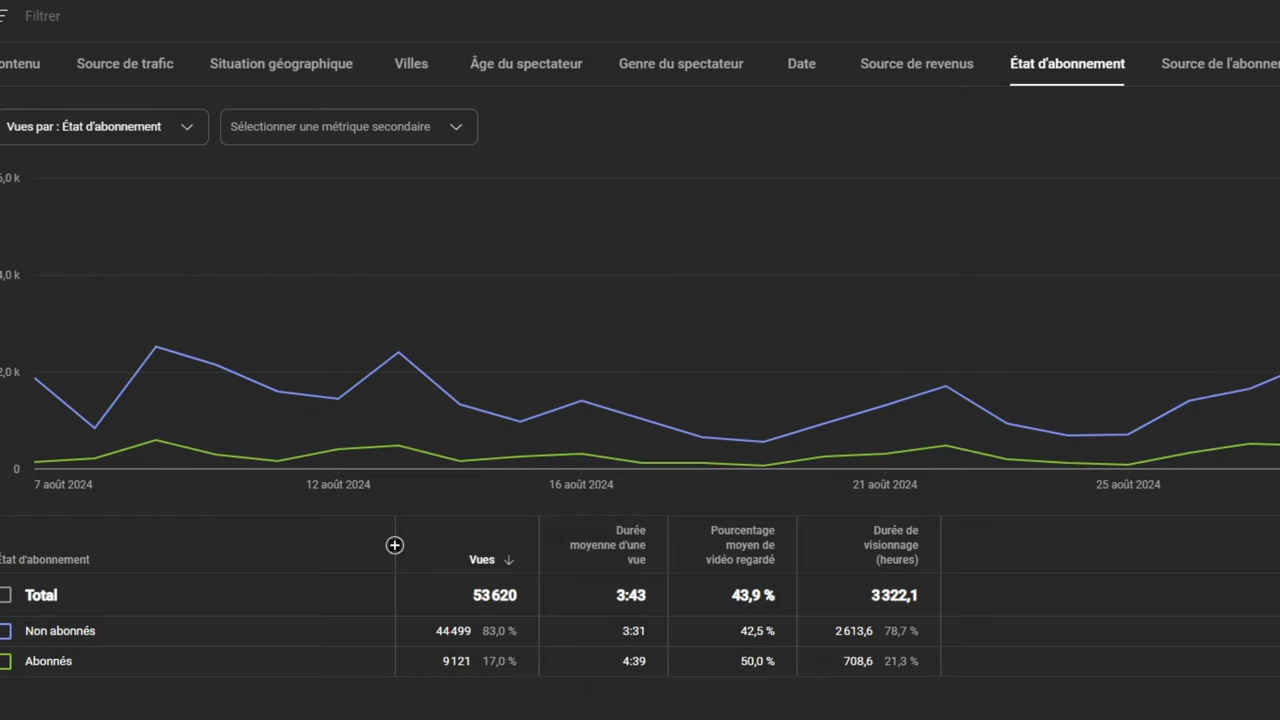 Filtrer
ontenu Source de trafic Situation géographique Villes Âge du spectateur Genre du spectateur Date Source de revenus État d'abonnement Source de l'abonne
Vues par : État d'abonnement Sélectionner une métrique secondaire
6,0 k
4,0 k
2,0 k
0
7 août 2024 12 août 2024 16 août 2024 21 août 2024 25 août 2024
État d'abonnement Vues Durée moyenne d'une vue Pourcentage moyen de vidéo regardé Durée de visionnage (heures)
Total 53 620 3:43 43,9 % 3 322,1
Non abonnés 44 499 83,0 % 3:31 42,5 % 2 613,6 78,7 %
Abonnés 9 121 17,0 % 4:39 50,0 % 708,6 21,3 %